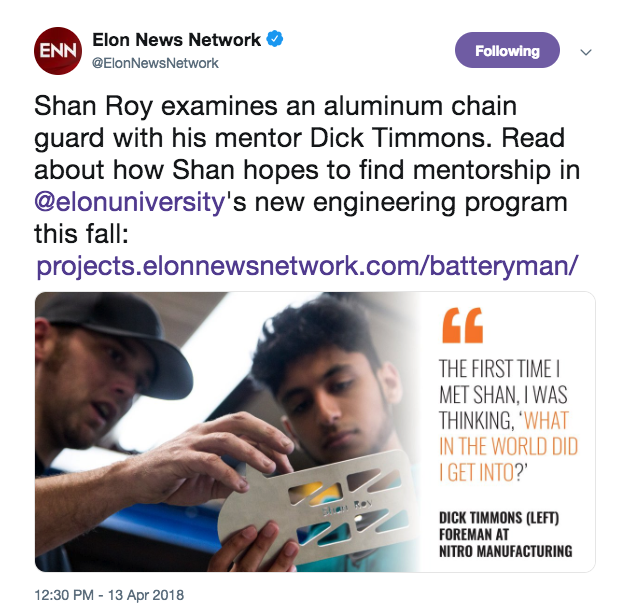 ENN
Elon News Network
@ElonNewsNetwork
Following
Shan Roy examines an aluminum chain
guard with his mentor Dick Timmons. Read
about how Shan hopes to find mentorship in
@elonuniversity's new engineering program
this fall:
projects.elonnewsnetwork.com/batteryman/
“
THE FIRST TIME I
MET SHAN, I WAS
THINKING, ‘WHAT
IN THE WORLD DID
I GET INTO?’
DICK TIMMONS (LEFT)
FOREMAN AT
NITRO MANUFACTURING
SHAN ROY
12:30 PM - 13 Apr 2018